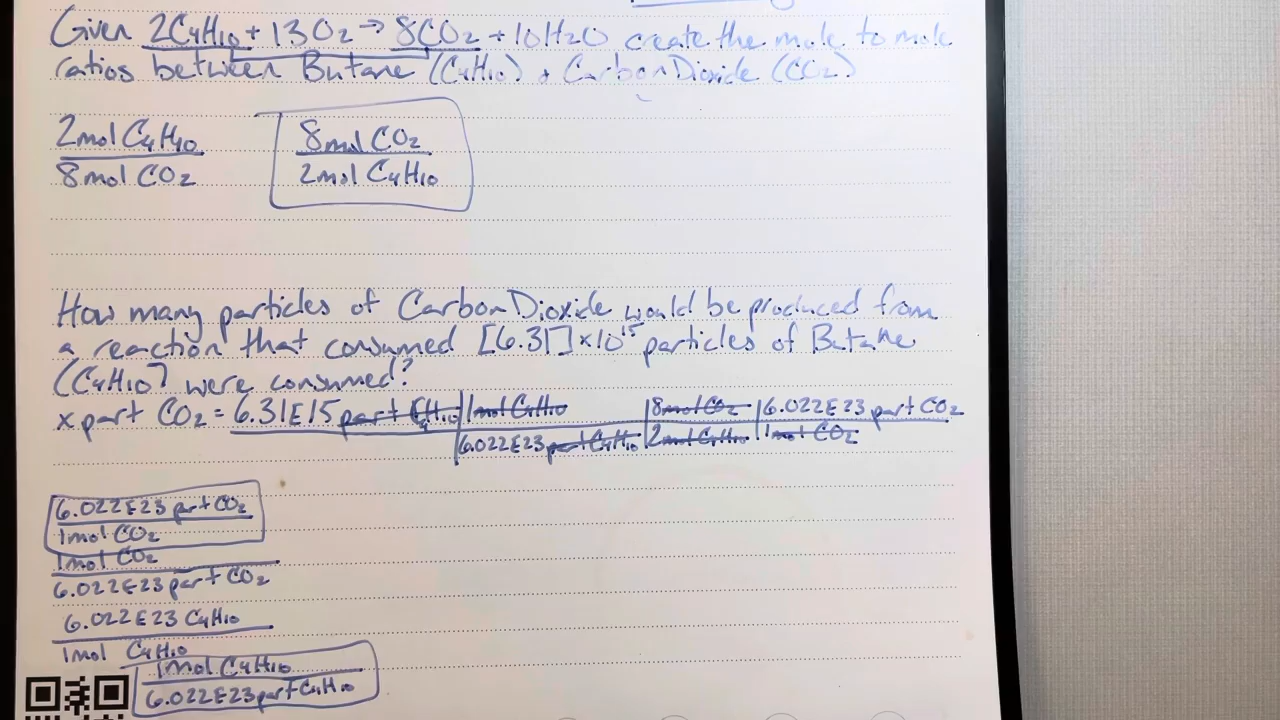 Given 2C4H10 + 13O2 → 8CO2 + 10H2O create the mole to mole
ratios between Butane (C4H10) + Carbon Dioxide (CO2)
2mol C4H10
8mol CO2
8mol CO2
2mol C4H10
How many particles of Carbon Dioxide would be produced from
a reaction that consumed [6.31]×10^15 particles of Butane
(C4H10) were consumed?
x part CO2 = 6.31E15 part C4H10 | 1mol C4H10 | 8mol CO2 | 6.022E23 part CO2
6.022E23 part C4H10 | 2mol C4H10 | 1mol CO2
6.022E23 part CO2
1mol CO2
1mol CO2
6.022E23 part CO2
6.022E23 C4H10
1mol C4H10
1mol C4H10
6.022E23 part C4H10